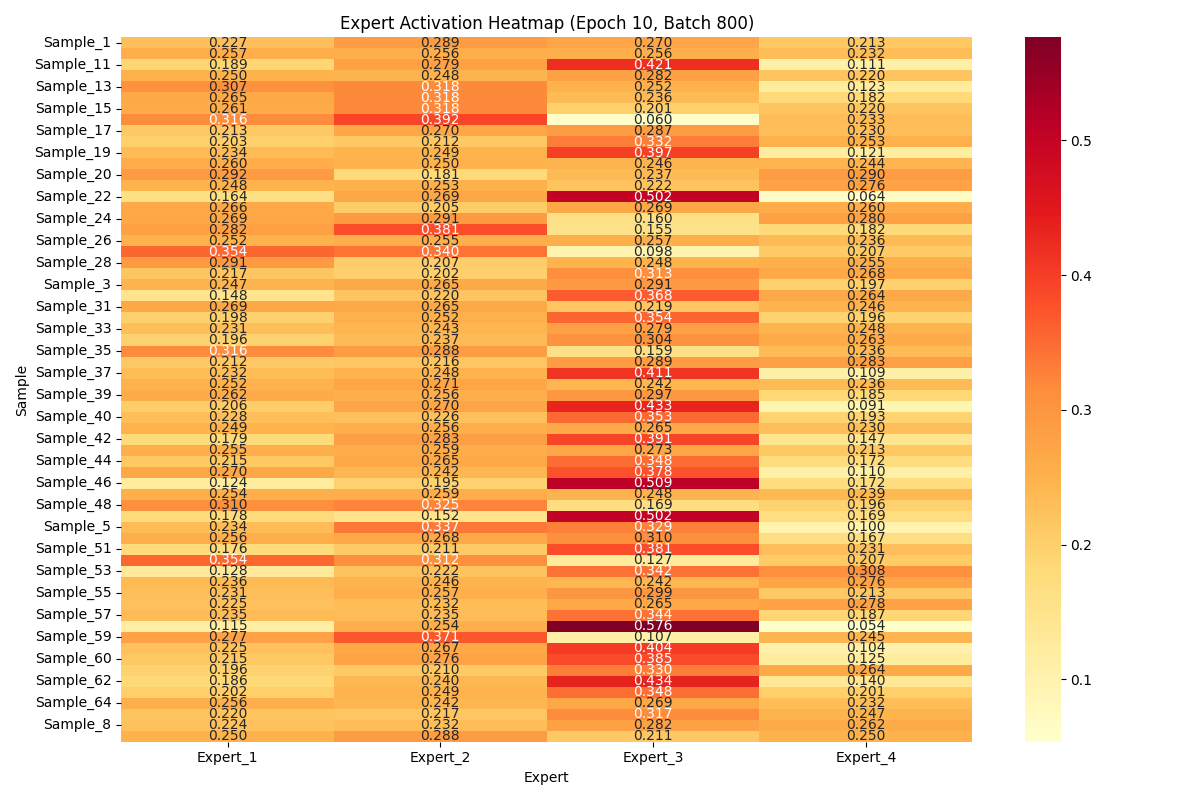 Expert Activation Heatmap (Epoch 10, Batch 800)
Sample_1 0.227 0.289 0.270 0.213
0.257 0.256 0.256 0.232
Sample_11 0.189 0.279 0.421 0.111
0.250 0.248 0.282 0.220
Sample_13 0.307 0.318 0.252 0.123
0.265 0.318 0.236 0.182
Sample_15 0.261 0.318 0.201 0.220
0.316 0.392 0.060 0.233
Sample_17 0.213 0.270 0.287 0.230
0.203 0.212 0.332 0.253
Sample_19 0.234 0.249 0.397 0.121
0.260 0.250 0.246 0.244
Sample_20 0.292 0.181 0.237 0.290
0.248 0.253 0.222 0.276
Sample_22 0.164 0.269 0.502 0.064
0.266 0.205 0.269 0.260
Sample_24 0.269 0.291 0.160 0.280
0.282 0.381 0.155 0.182
Sample_26 0.252 0.255 0.257 0.236
0.354 0.340 0.098 0.207
Sample_28 0.291 0.207 0.248 0.255
0.217 0.202 0.313 0.268
Sample_3 0.247 0.265 0.291 0.197
0.148 0.220 0.368 0.264
Sample_31 0.269 0.265 0.219 0.246
0.198 0.252 0.354 0.196
Sample_33 0.231 0.243 0.279 0.248
0.196 0.237 0.304 0.263
Sample_35 0.316 0.288 0.159 0.236
0.212 0.216 0.289 0.283
Sample_37 0.232 0.248 0.411 0.109
0.252 0.271 0.242 0.236
Sample_39 0.262 0.256 0.297 0.185
0.206 0.270 0.433 0.091
Sample_40 0.228 0.226 0.353 0.193
0.249 0.256 0.265 0.230
Sample_42 0.179 0.283 0.391 0.147
0.255 0.259 0.273 0.213
Sample_44 0.215 0.265 0.348 0.172
0.270 0.242 0.378 0.110
Sample_46 0.124 0.195 0.509 0.172
0.254 0.259 0.248 0.239
Sample_48 0.310 0.325 0.169 0.196
0.178 0.152 0.502 0.169
Sample_5 0.234 0.337 0.329 0.100
0.256 0.268 0.310 0.167
Sample_51 0.176 0.211 0.381 0.231
0.354 0.312 0.127 0.207
Sample_53 0.128 0.222 0.342 0.308
0.236 0.246 0.242 0.276
Sample_55 0.231 0.257 0.299 0.213
0.225 0.232 0.265 0.278
Sample_57 0.235 0.235 0.344 0.187
0.115 0.254 0.576 0.054
Sample_59 0.277 0.371 0.107 0.245
0.225 0.267 0.404 0.104
Sample_60 0.215 0.276 0.385 0.125
0.196 0.210 0.330 0.264
Sample_62 0.186 0.240 0.434 0.140
0.202 0.249 0.348 0.201
Sample_64 0.256 0.242 0.269 0.232
0.220 0.217 0.317 0.247
Sample_8 0.224 0.232 0.282 0.262
0.250 0.288 0.211 0.250
Expert_1 Expert_2 Expert_3 Expert_4
Expert
Sample
0.5
0.4
0.3
0.2
0.1